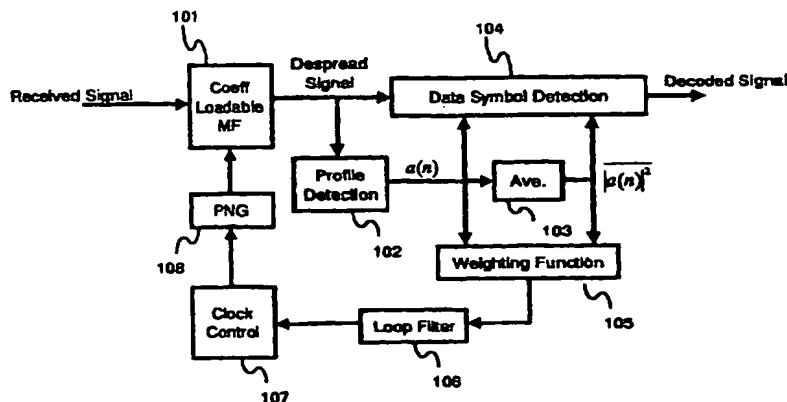 101
104
Coeff
Loadable
MF
Despread
Signal
Received Signal
Data Symbol Detection
Decoded Signal
Profile
Detection
a(n)
Ave.
|a(n)|²
PNG
102
103
108
Weighting Function
105
Clock
Control
Loop Filter
106
107